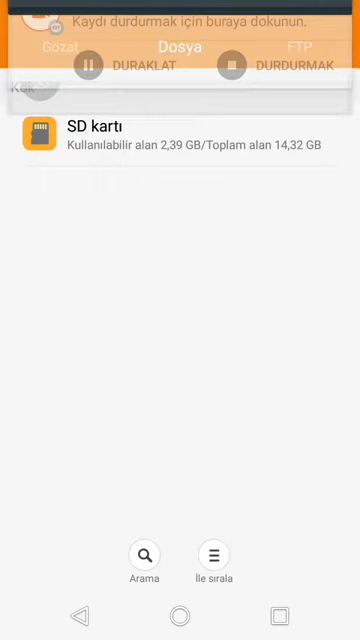 Kaydı durdurmak için buraya dokunun.
Gözat
Dosya
FTP
DURAKLAT
DURDURMAK
Kök
SD kartı
Kullanılabilir alan 2,39 GB/Toplam alan 14,32 GB
Arama
İle sırala